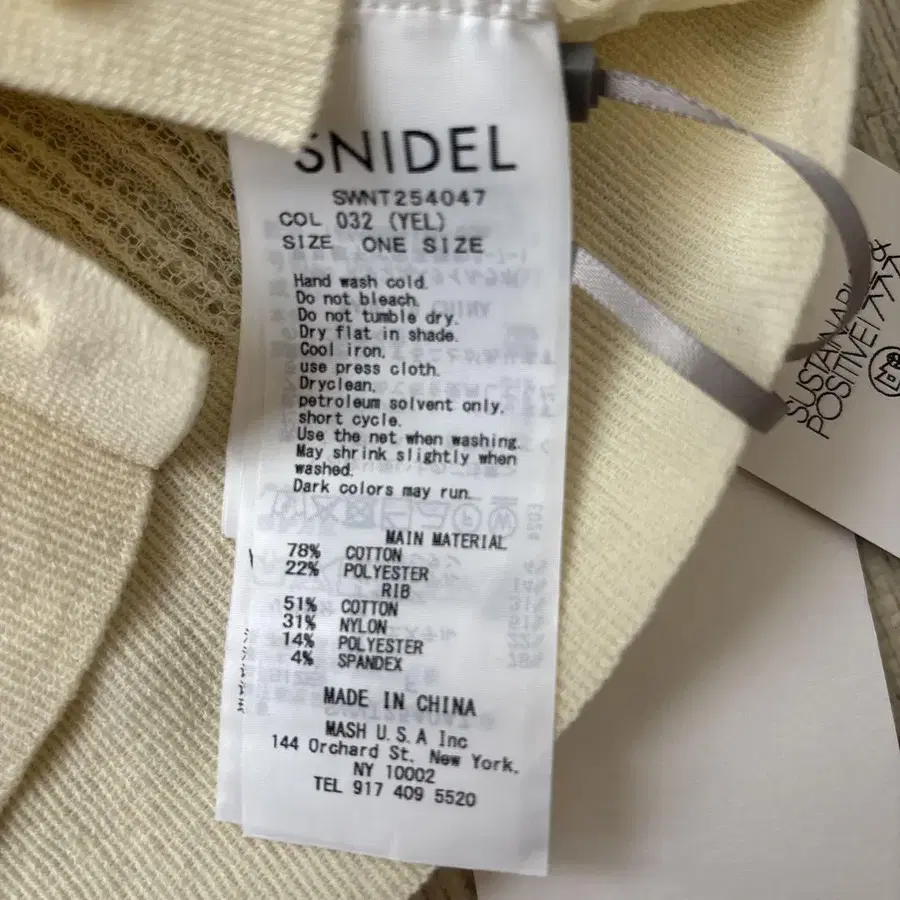 SNIDEL
SWNT254047
COL 032 (YEL)
SIZE ONE SIZE
Hand wash cold.
Do not bleach.
Do not tumble dry.
Dry flat in shade.
Cool iron,
use press cloth.
Dryclean,
petroleum solvent only,
short cycle.
Use the net when washing.
May shrink slightly when
washed.
Dark colors may run.
MAIN MATERIAL
78% COTTON
22% POLYESTER
RIB
51% COTTON
31% NYLON
14% POLYESTER
4% SPANDEX
MADE IN CHINA
MASH U.S.A Inc
144 Orchard St. New York,
NY 10002
TEL 917 409 5520
POSITIVE!